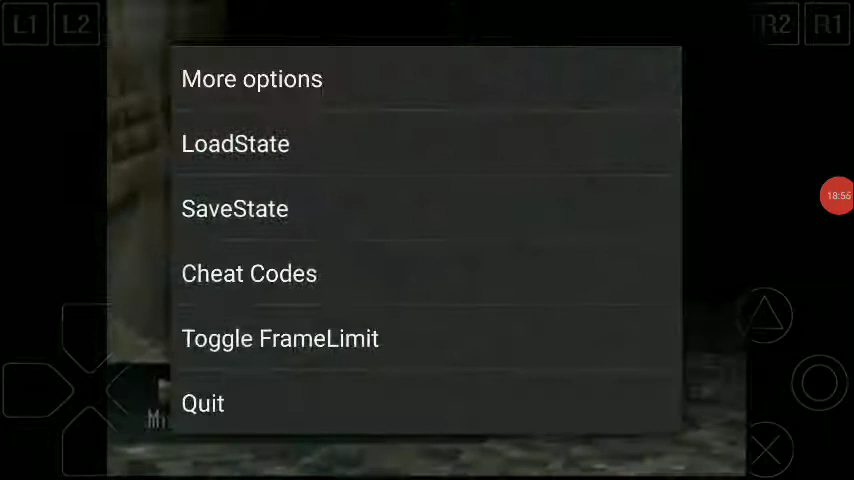 L1 L2 R2 R1
More options
LoadState
18:55
SaveState
Cheat Codes
Toggle FrameLimit
Quit